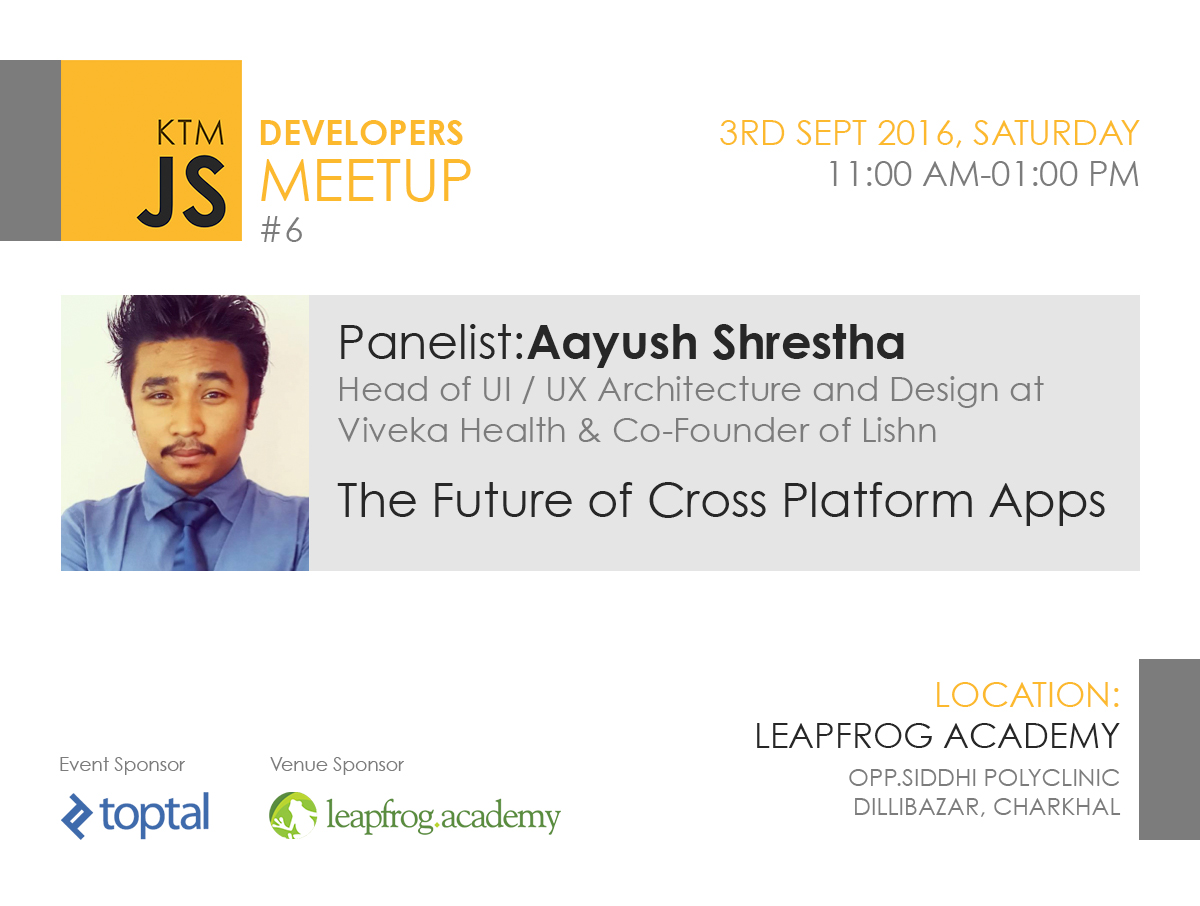 KTM
JS
DEVELOPERS
MEETUP
#6
3RD SEPT 2016, SATURDAY
11:00 AM-01:00 PM
Panelist:Aayush Shrestha
Head of UI / UX Architecture and Design at
Viveka Health & Co-Founder of Lishn
The Future of Cross Platform Apps
LOCATION:
LEAPFROG ACADEMY
OPP.SIDDHI POLYCLINIC
DILLIBAZAR, CHARKHAL
Event Sponsor
toptal
Venue Sponsor
leapfrog.academy